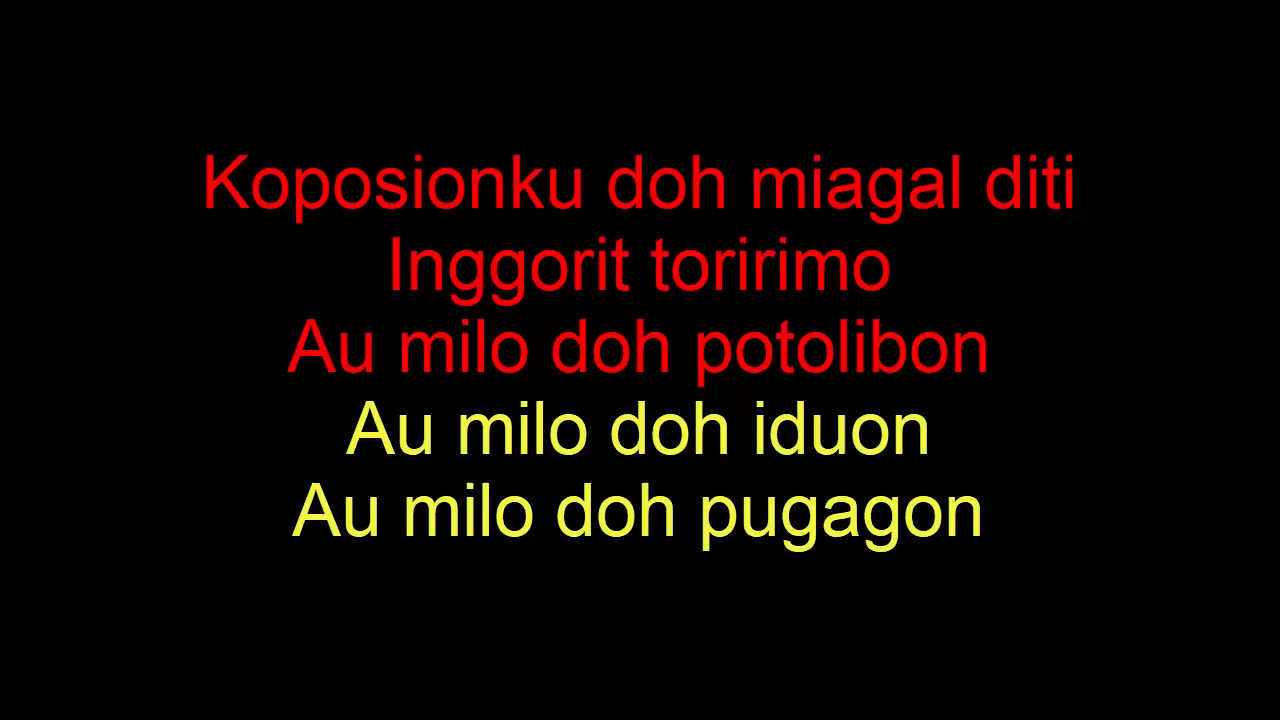 Koposionku doh miagal diti
Inggorit toririmo
Au milo doh potolibon
Au milo doh iduon
Au milo doh pugagon